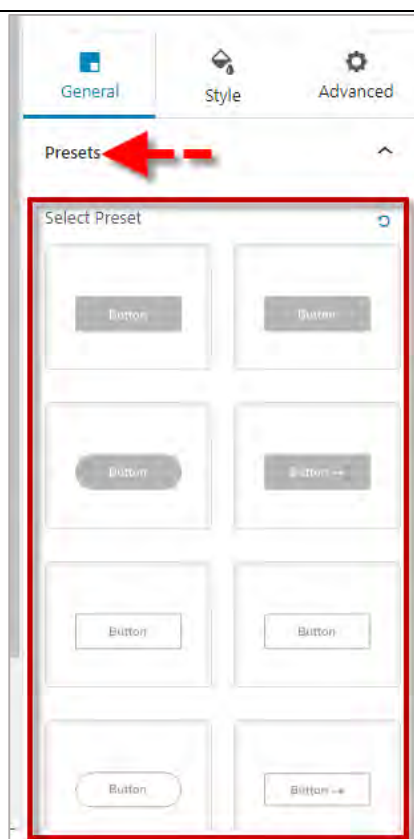 General Style Advanced
Presets
Select Preset
Button Button
Button Button →
Button Button
Button Button →